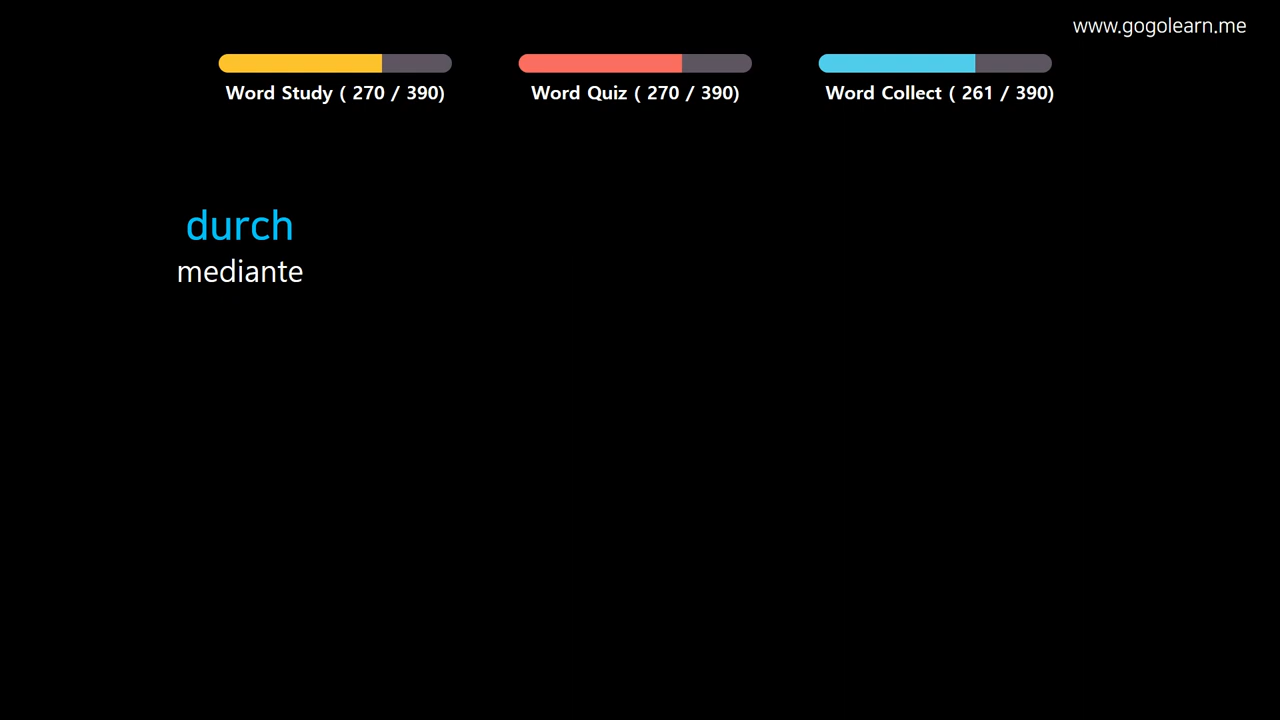 www.gogolearn.me
Word Study ( 270 / 390)
Word Quiz ( 270 / 390)
Word Collect ( 261 / 390)
durch
mediante